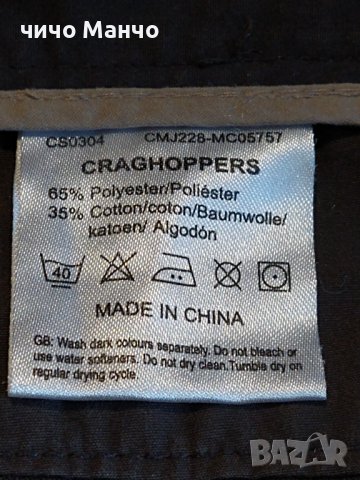 чичо Манчо
CS0304 CMJ228-MC05757
CRAGHOPPERS
65% Polyester/Poliéster
35% Cotton/coton/Baumwolle/
katoen/ Algodón
40
MADE IN CHINA
GB: Wash dark colours separately. Do not bleach or
use water softeners. Do not dry clean.Tumble dry on
regular drying cycle.
BAZAR